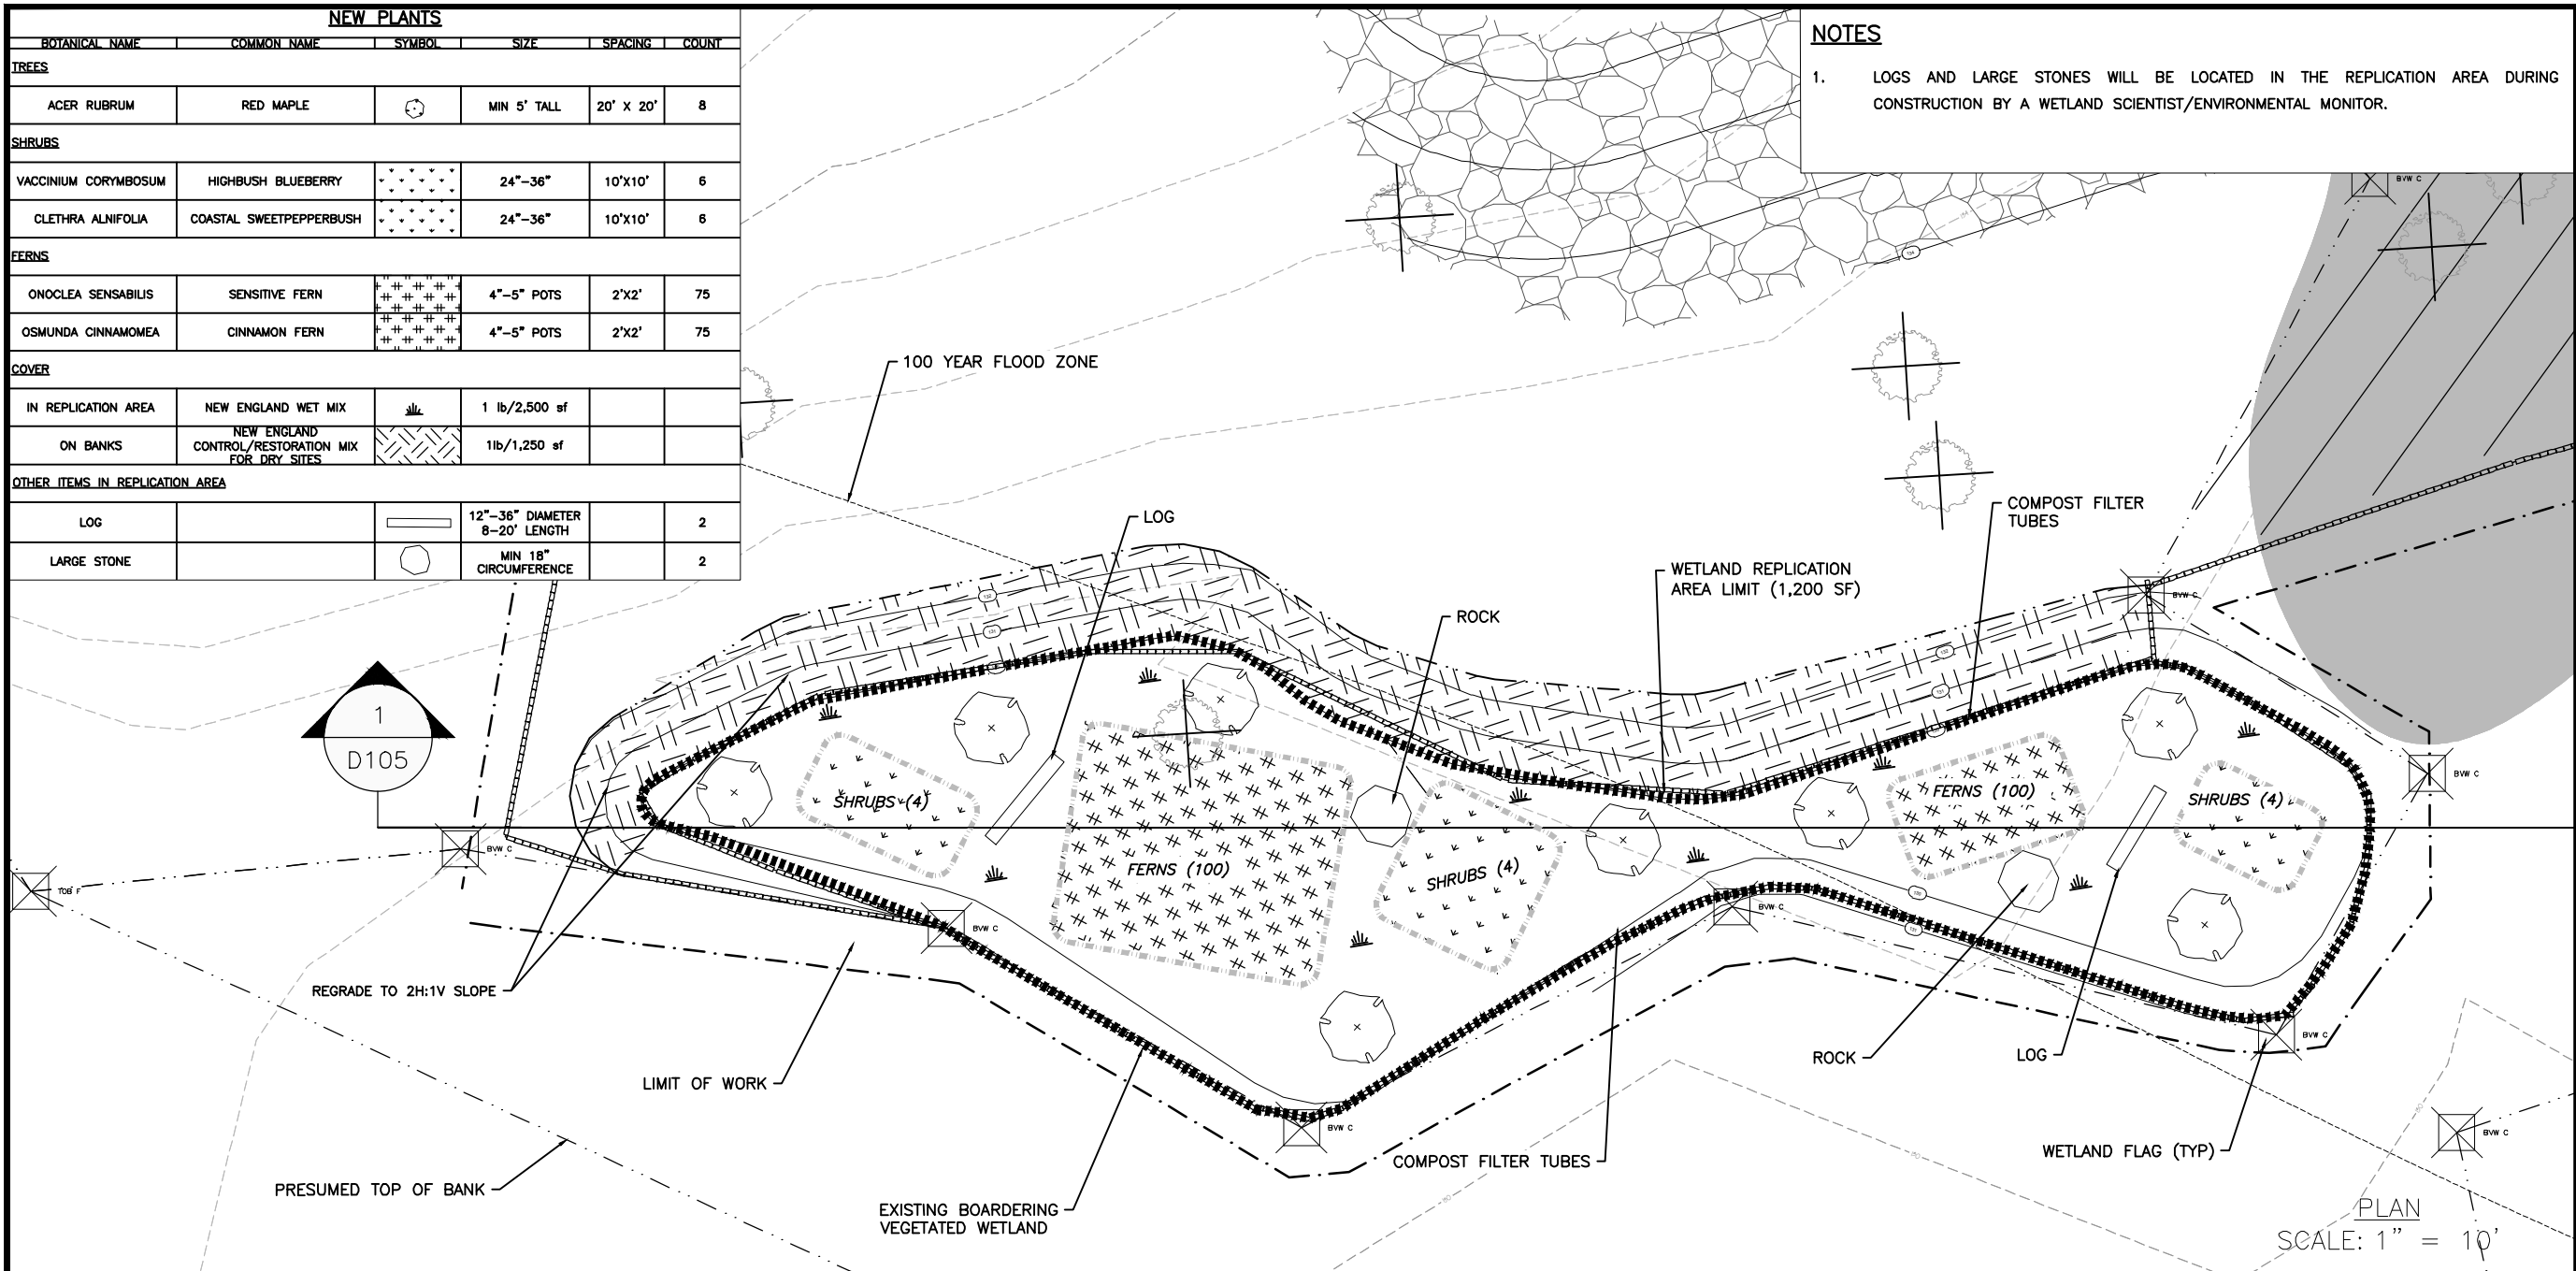 NEW PLANTS
BOTANICAL NAME COMMON NAME SYMBOL SIZE SPACING COUNT
TREES
ACER RUBRUM RED MAPLE MIN 5' TALL 20' X 20' 8
SHRUBS
VACCINIUM CORYMBOSUM HIGHBUSH BLUEBERRY 24"-36" 10'X10' 6
CLETHRA ALNIFOLIA COASTAL SWEETPEPPERBUSH 24"-36" 10'X10' 6
FERNS
ONOCLEA SENSABILIS SENSITIVE FERN 4"-5" POTS 2'X2' 75
OSMUNDA CINNAMOMEA CINNAMON FERN 4"-5" POTS 2'X2' 75
COVER
IN REPLICATION AREA NEW ENGLAND WET MIX 1 lb/2,500 sf
ON BANKS NEW ENGLAND
CONTROL/RESTORATION MIX
FOR DRY SITES 1lb/1,250 sf
OTHER ITEMS IN REPLICATION AREA
LOG 12"-36" DIAMETER
8-20' LENGTH 2
LARGE STONE MIN 18"
CIRCUMFERENCE 2
NOTES
1. LOGS AND LARGE STONES WILL BE LOCATED IN THE REPLICATION AREA DURING
CONSTRUCTION BY A WETLAND SCIENTIST/ENVIRONMENTAL MONITOR.
BVW C
134
100 YEAR FLOOD ZONE
LOG
COMPOST FILTER
TUBES
WETLAND REPLICATION
AREA LIMIT (1,200 SF)
ROCK
BVW C
132
131
132
131
1
D105
SHRUBS (4)
FERNS (100)
SHRUBS (4)
FERNS (100)
SHRUBS (4)
BVW C
BVW C
TOB F
BVW C
BVW C
130
131
REGRADE TO 2H:1V SLOPE
LIMIT OF WORK
ROCK
LOG
BVW C
BVW C
BVW C
PRESUMED TOP OF BANK
EXISTING BOARDERING
VEGETATED WETLAND
COMPOST FILTER TUBES
WETLAND FLAG (TYP)
PLAN
SCALE: 1" = 10'